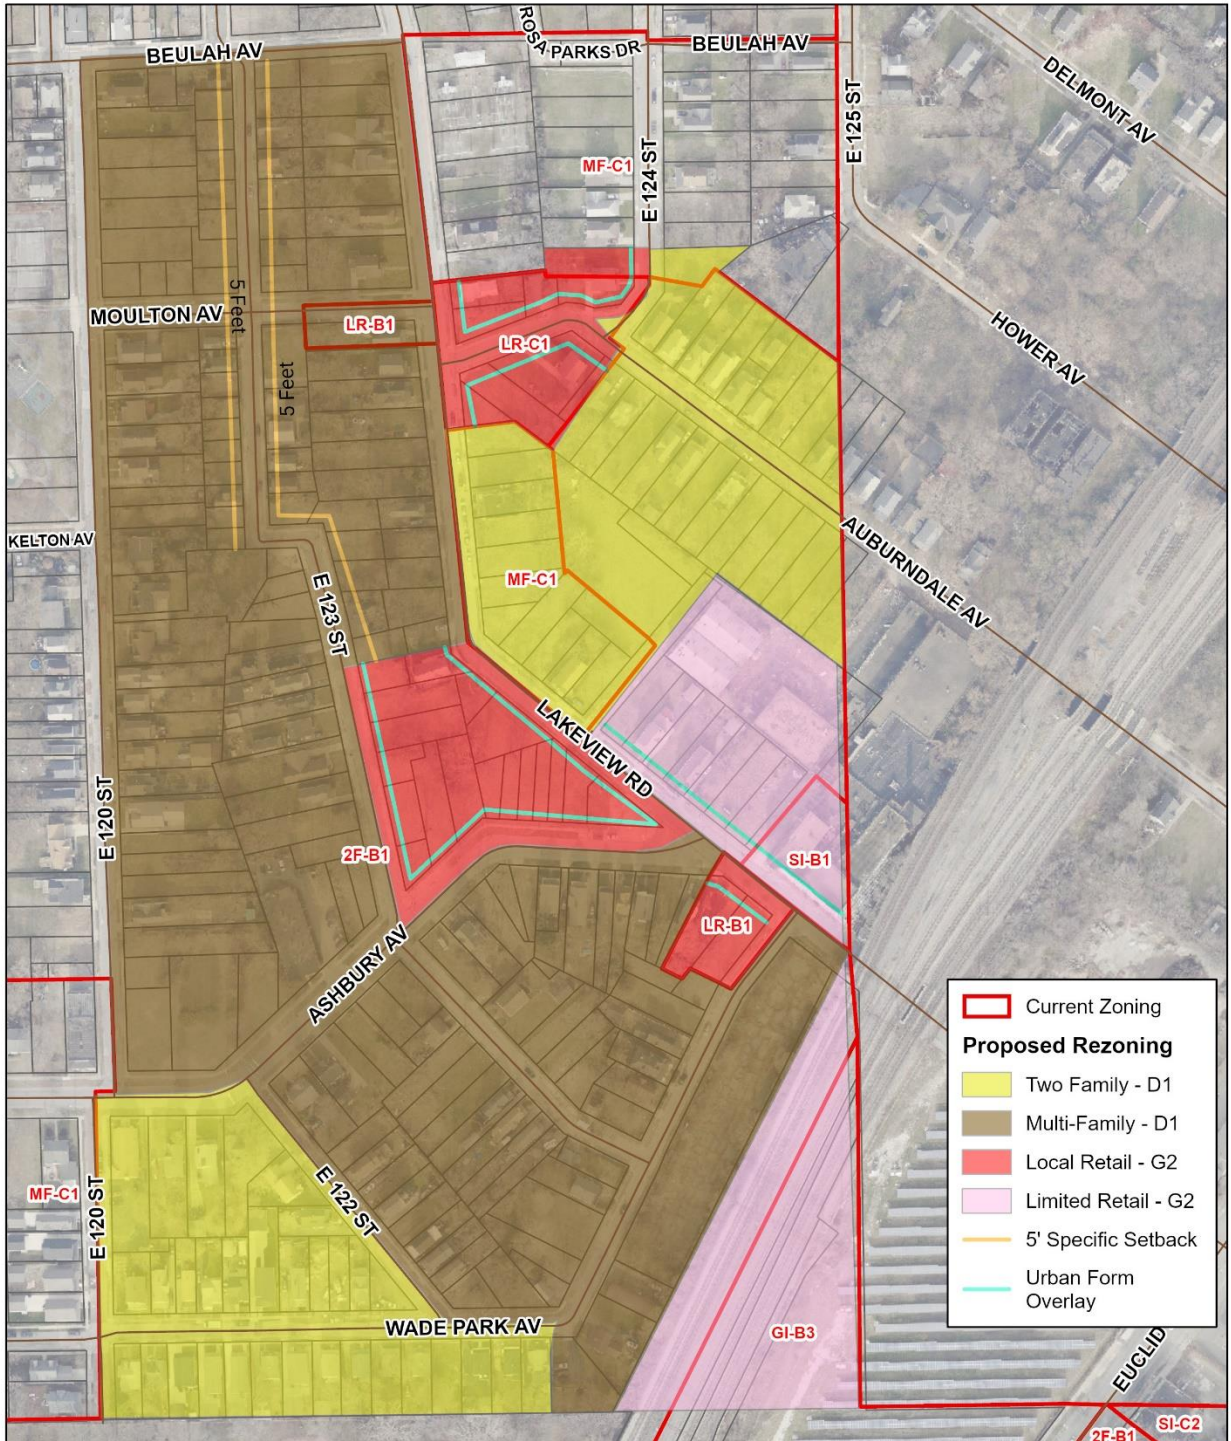 ROSA PARKS DR
BEULAH AV
BEULAH AV
DELMONT AV
E 125 ST
MF-C1
E 124 ST
5 Feet
MOULTON AV
LR-B1
HOWER AV
LR-C1
5 Feet
KELTON AV
AUBURNDALE AV
MF-C1
E 123 ST
LAKEVIEW RD
E 120 ST
2F-B1
SI-B1
LR-B1
ASHBURY AV
Current Zoning
Proposed Rezoning
Two Family - D1
Multi-Family - D1
Local Retail - G2
Limited Retail - G2
5' Specific Setback
Urban Form
Overlay
MF-C1
E 120 ST
E 122 ST
WADE PARK AV
GI-B3
EUCLID
SI-C2
2F-B1